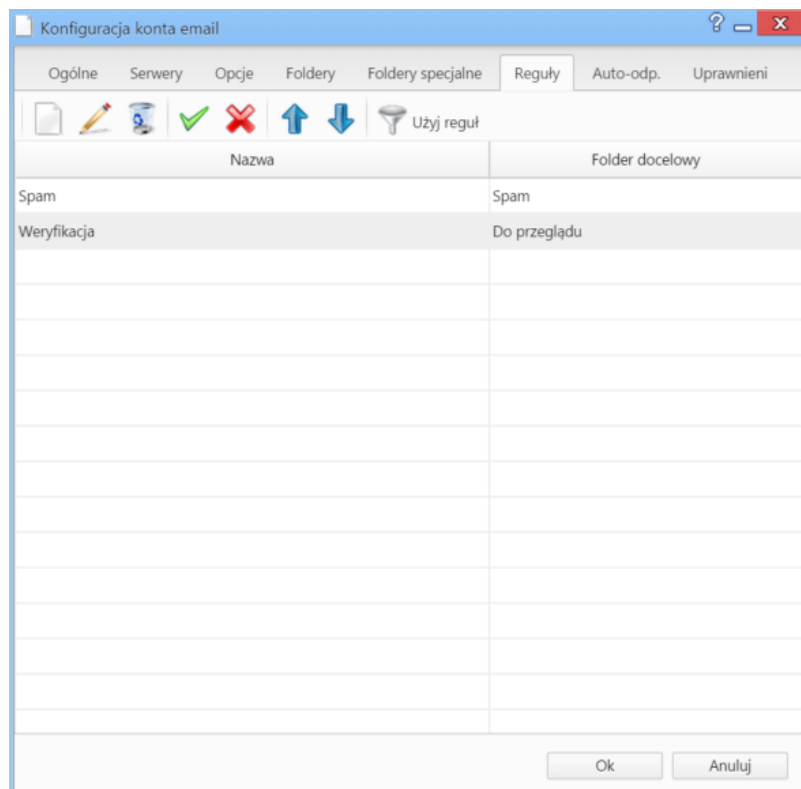 Konfiguracja konta email
Ogólne Serwery Opcje Foldery Foldery specjalne Reguły Auto-odp. Uprawnieni
Użyj reguł
Nazwa Folder docelowy
Spam Spam
Weryfikacja Do przeglądu
Ok Anuluj